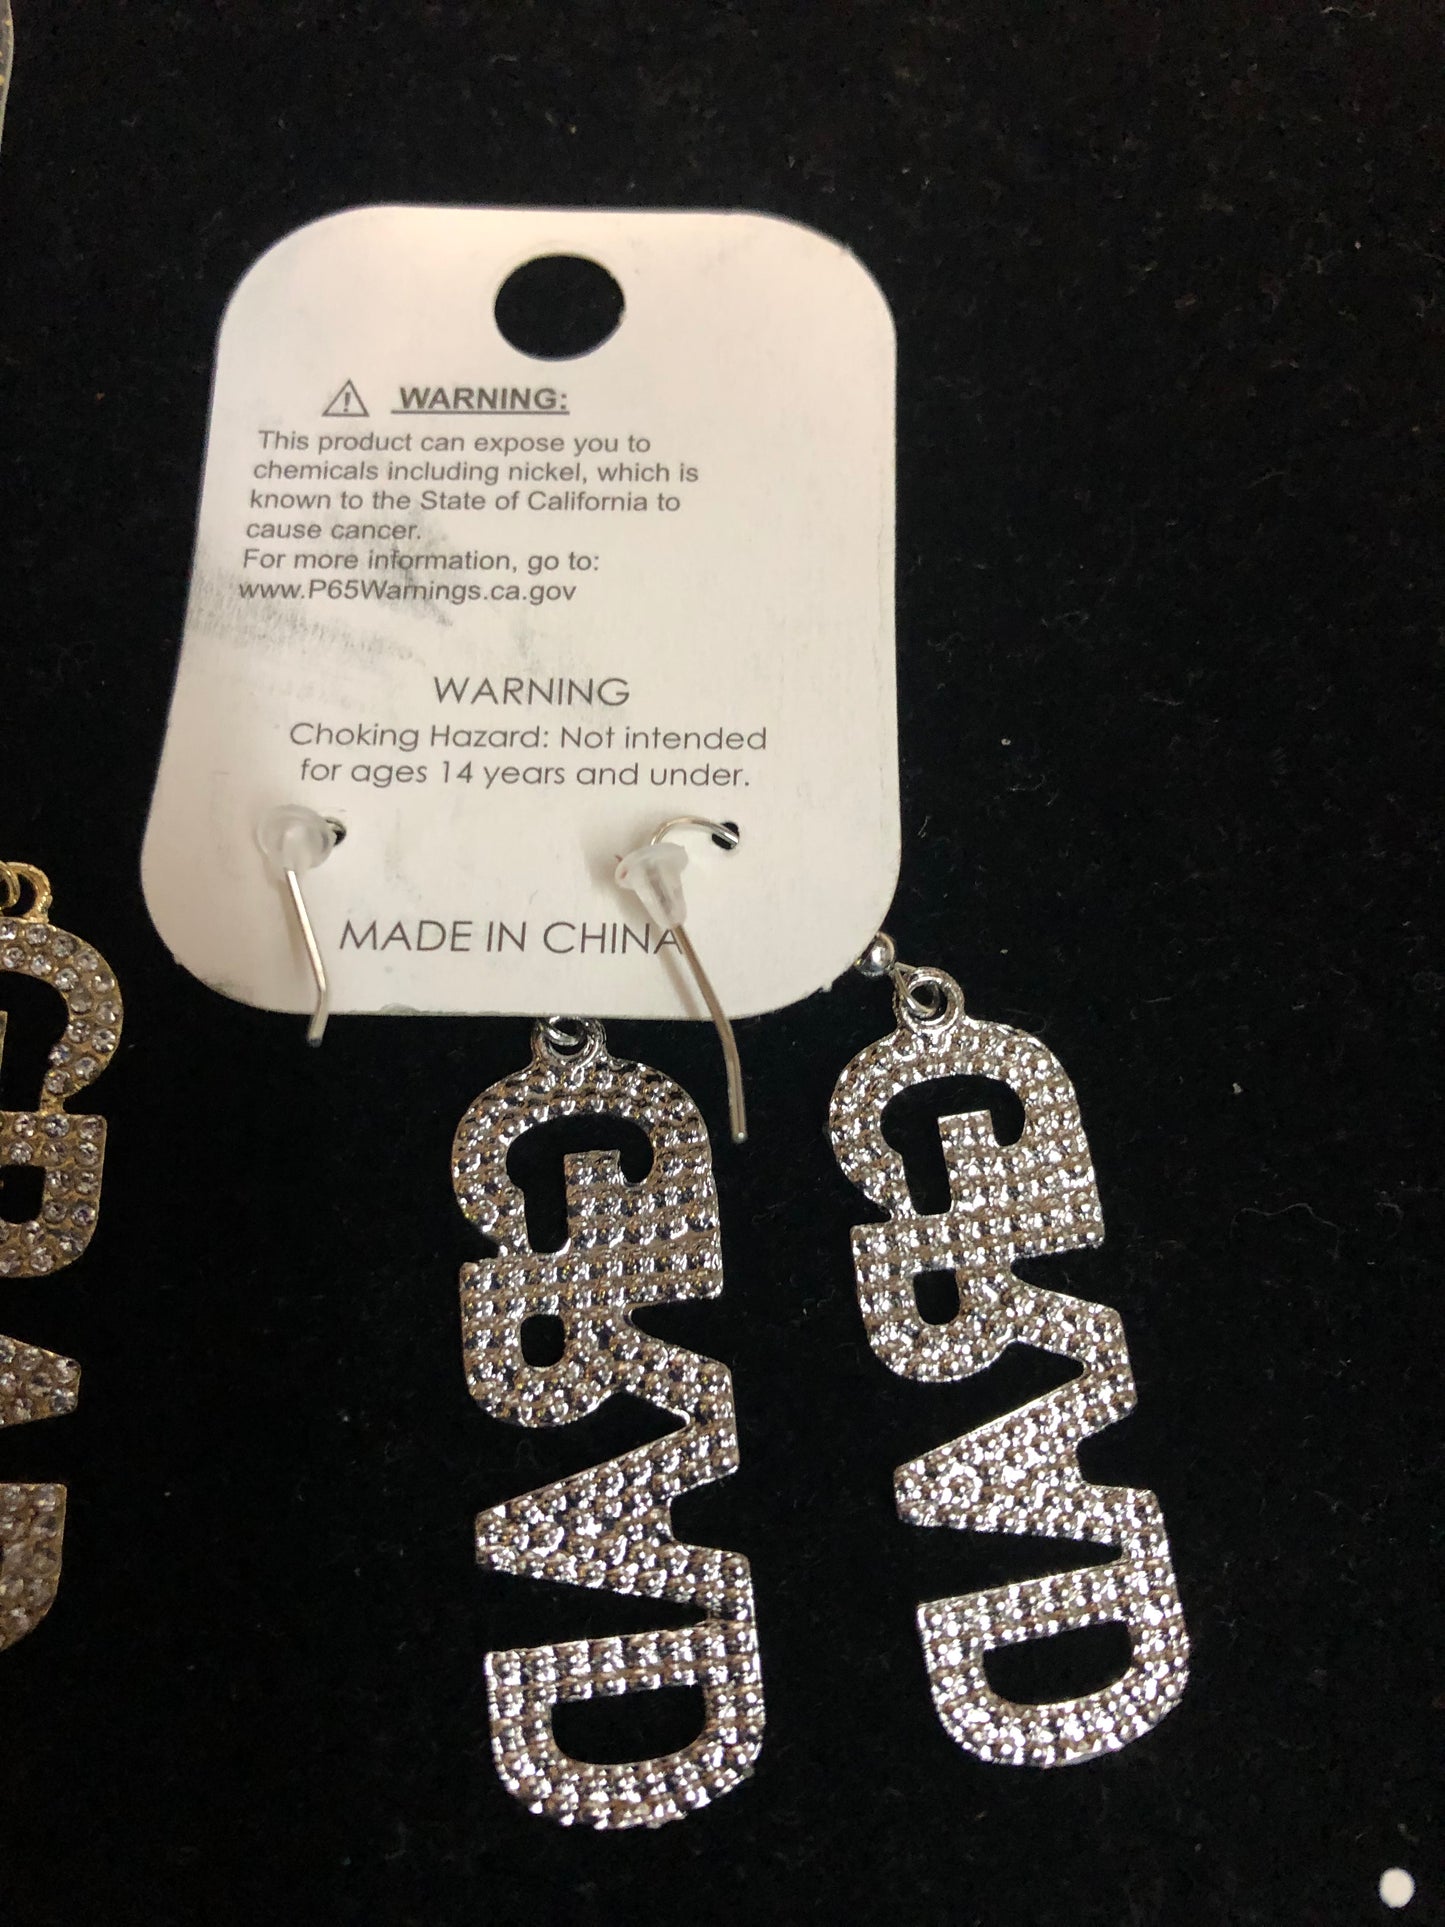 WARNING:
This product can expose you to
chemicals including nickel, which is
known to the State of California to
cause cancer.
For more information, go to:
www.P65Warnings.ca.gov
WARNING
Choking Hazard: Not intended
for ages 14 years and under.
MADE IN CHINA
GRAD
GRAD